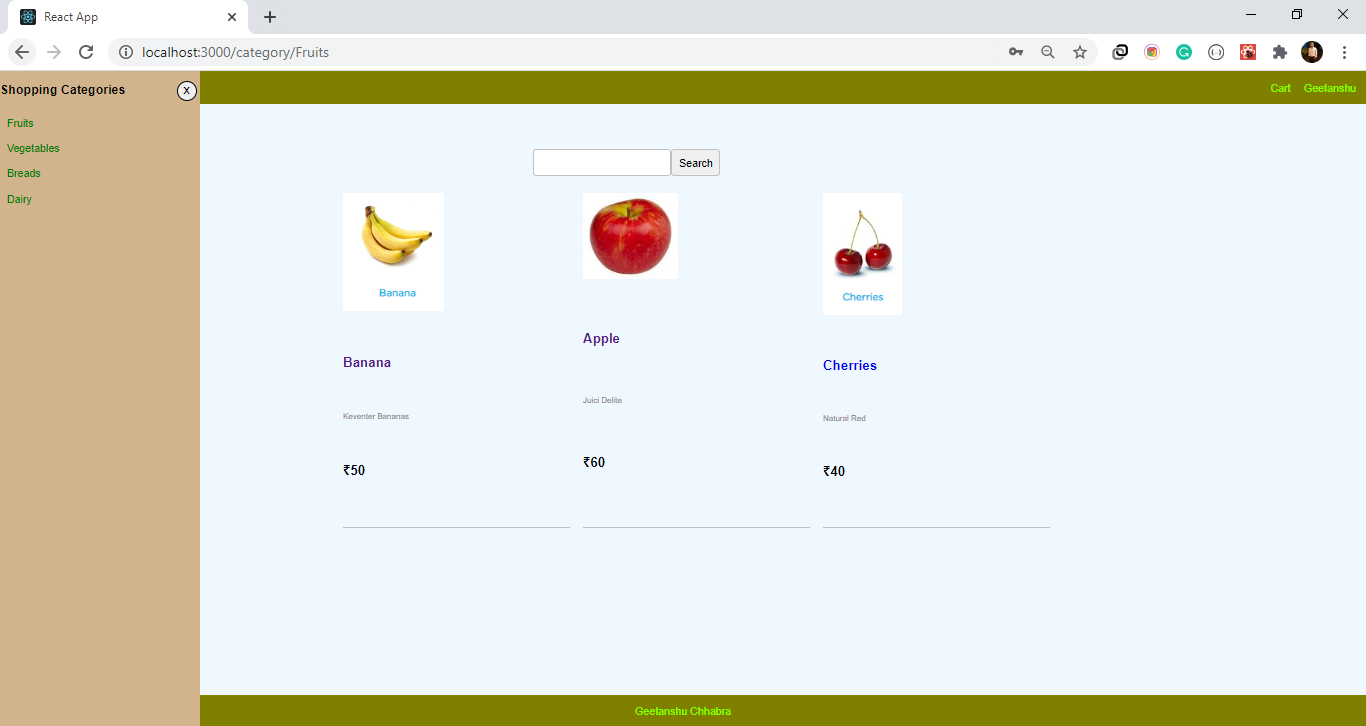 React App
localhost:3000/category/Fruits
Shopping Categories
X
Cart Geetanshu
Fruits
Vegetables
Breads
Dairy
Search
Banana
Cherries
Banana
Keventer Bananas
₹50
Apple
Juici Delite
₹60
Cherries
Natural Red
₹40
Geetanshu Chhabra